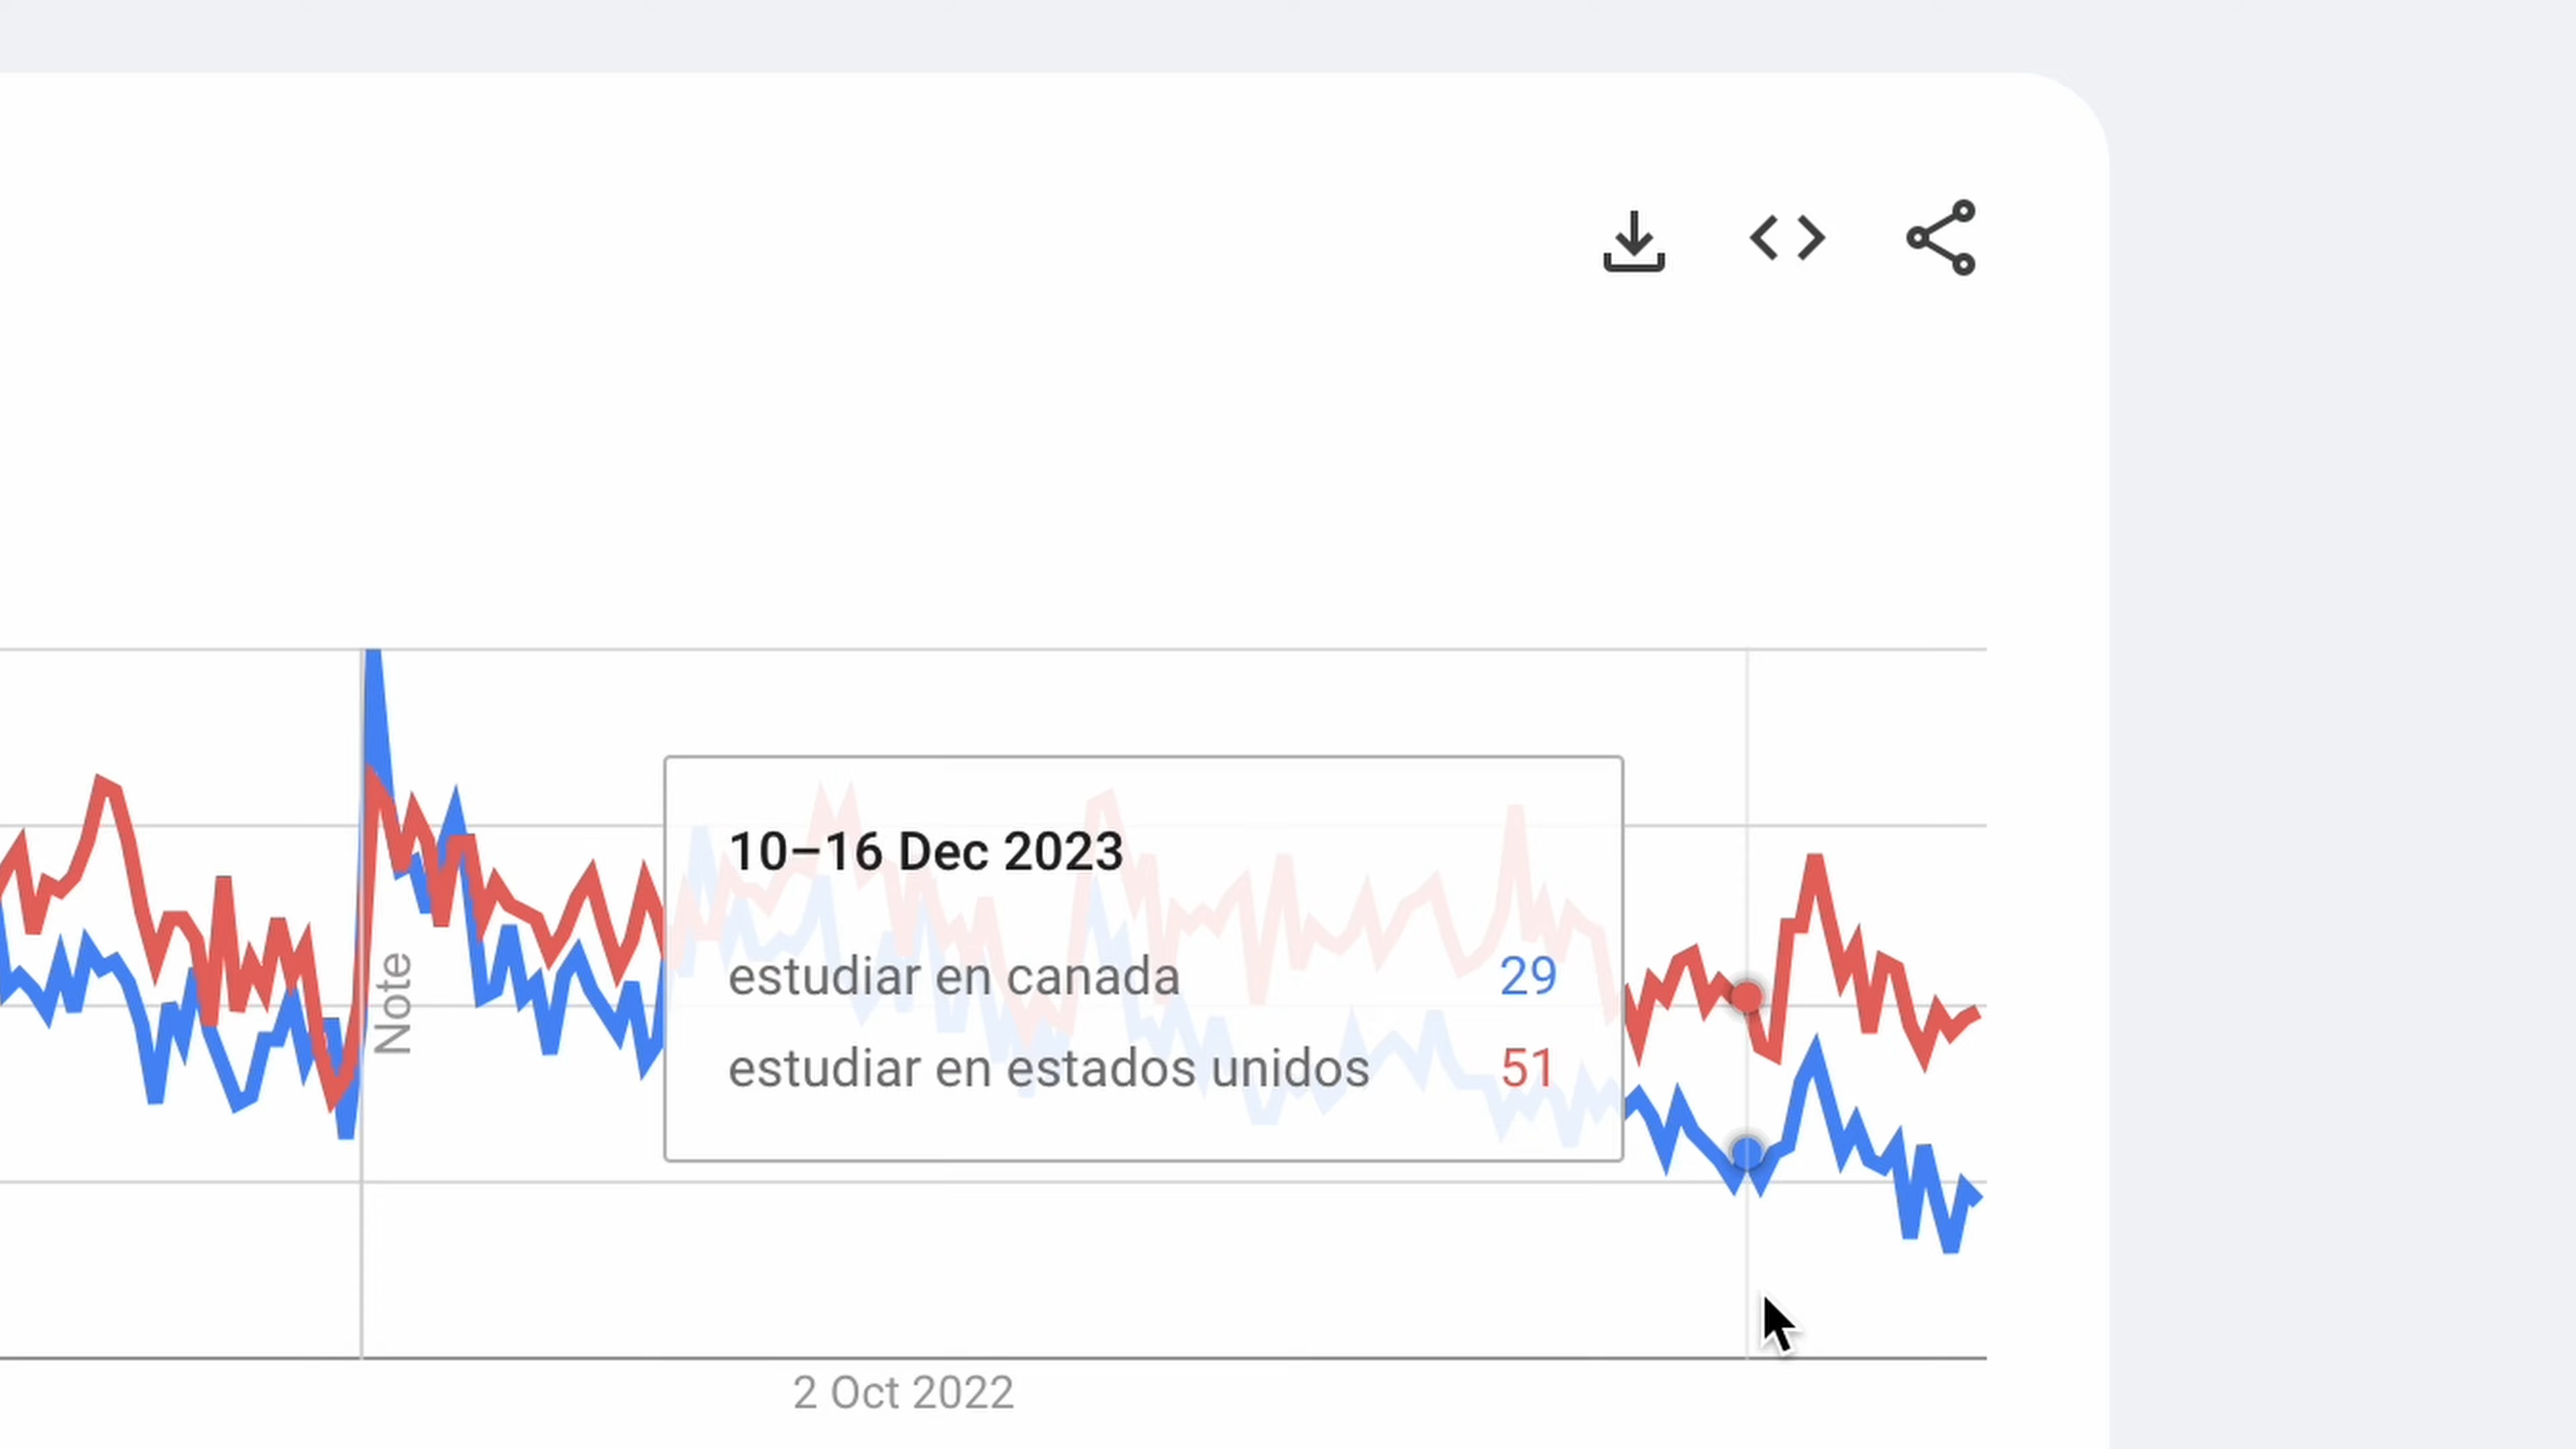 Note
10–16 Dec 2023
estudiar en canada 29
estudiar en estados unidos 51
2 Oct 2022